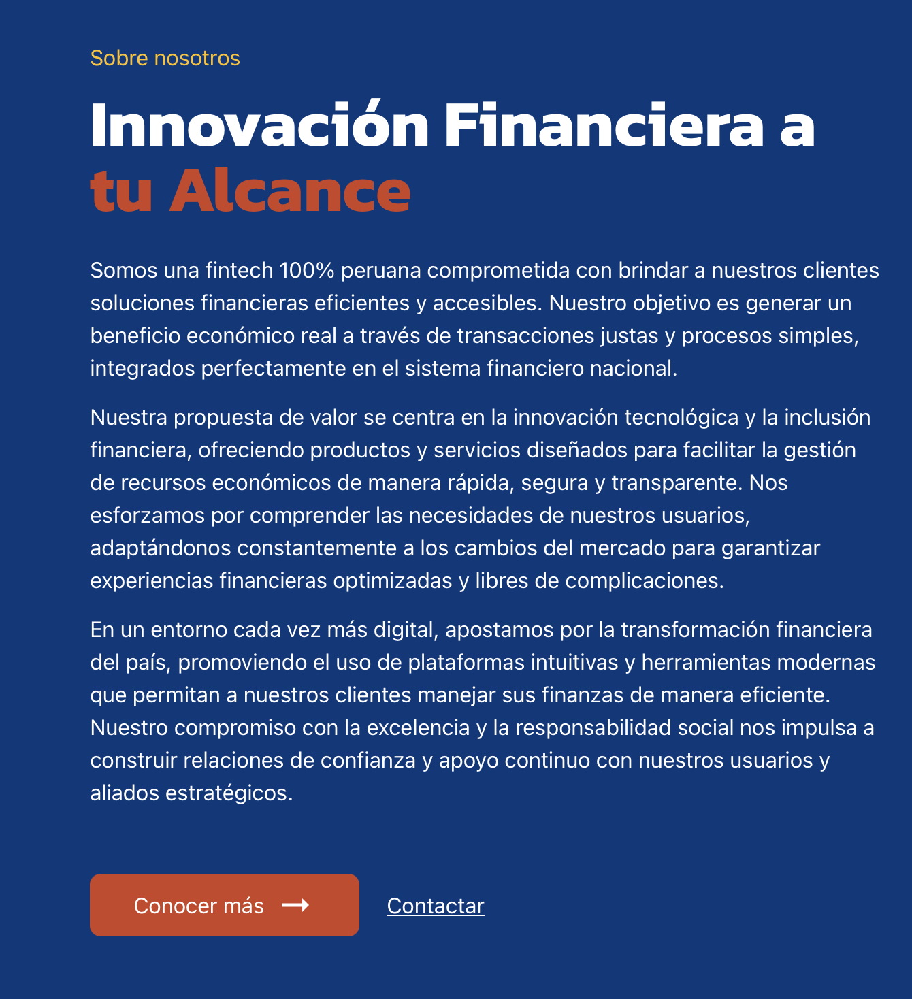 Sobre nosotros
Innovación Financiera a
tu Alcance
Somos una fintech 100% peruana comprometida con brindar a nuestros clientes
soluciones financieras eficientes y accesibles. Nuestro objetivo es generar un
beneficio económico real a través de transacciones justas y procesos simples,
integrados perfectamente en el sistema financiero nacional.
Nuestra propuesta de valor se centra en la innovación tecnológica y la inclusión
financiera, ofreciendo productos y servicios diseñados para facilitar la gestión
de recursos económicos de manera rápida, segura y transparente. Nos
esforzamos por comprender las necesidades de nuestros usuarios,
adaptándonos constantemente a los cambios del mercado para garantizar
experiencias financieras optimizadas y libres de complicaciones.
En un entorno cada vez más digital, apostamos por la transformación financiera
del país, promoviendo el uso de plataformas intuitivas y herramientas modernas
que permitan a nuestros clientes manejar sus finanzas de manera eficiente.
Nuestro compromiso con la excelencia y la responsabilidad social nos impulsa a
construir relaciones de confianza y apoyo continuo con nuestros usuarios y
aliados estratégicos.
Conocer más → Contactar